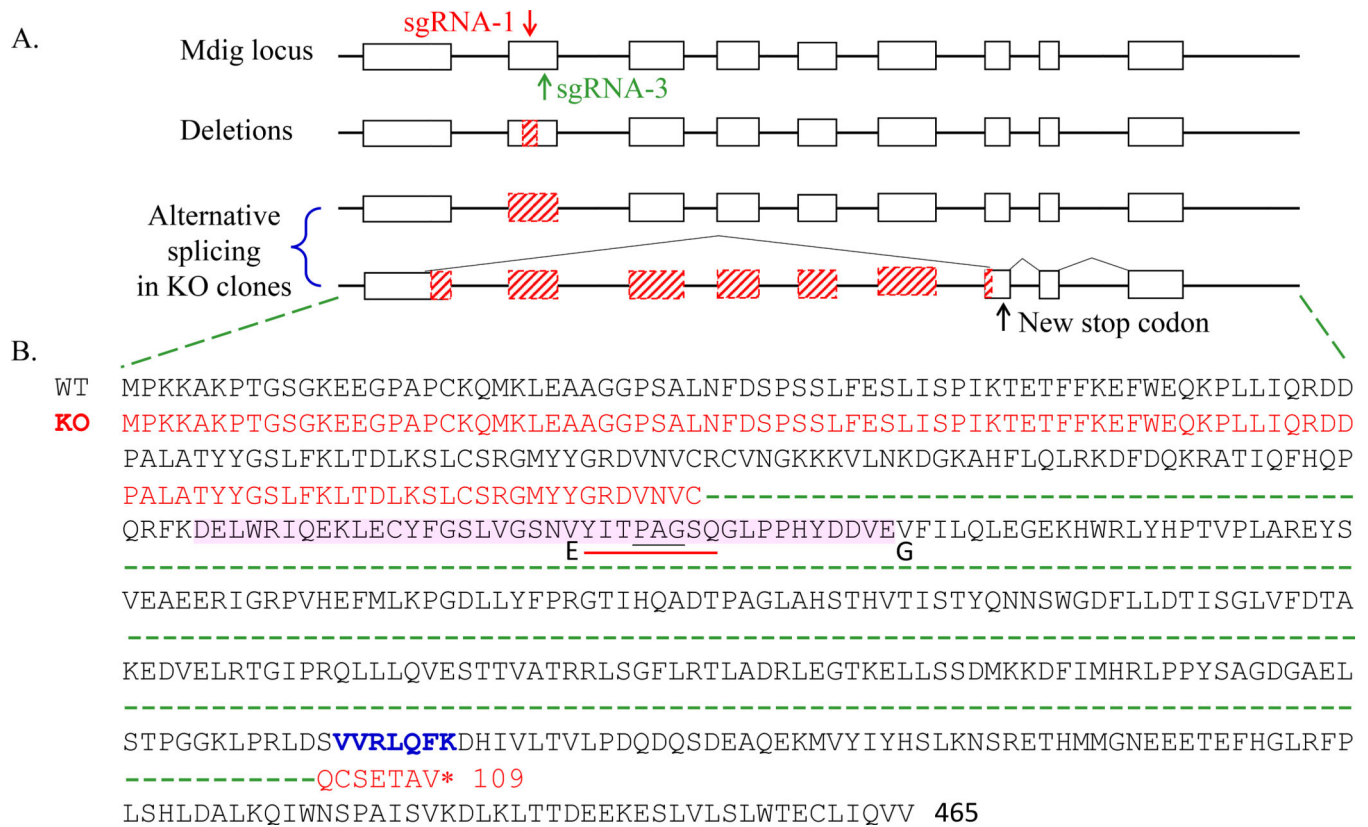 A.
sgRNA-1
Mdig locus
sgRNA-3
Deletions
Alternative
splicing
in KO clones
New stop codon
B.
WT MPKKAKPTGSGKEEGPAPCKQMKLEAAGGPSALNFDSPSSLFESLISPIKTETFFKEFWEQKPLLIQRDD
KO MPKKAKPTGSGKEEGPAPCKQMKLEAAGGPSALNFDSPSSLFESLISPIKTETFFKEFWEQKPLLIQRDD
PALATYYGSLFKLTDLKSLCSRGMYYGRDVNVCRCVNGKKKVLNKDGKAHFLQLRKDFDQKRATIQFHQP
PALATYYGSLFKLTDLKSLCSRGMYYGRDVNVC
QRFKDELWRIQEKLECYFGSLVGSNVYITPAGSQGLPPHYDDVEVFILQLEGEKHWRLYHPTVPLAREYS
E G
VEAEERIGRPVHEFMLKPGDLLYFPRGTIHQADTPAGLAHSTHVTISTYQNNSWGDFLLDTISGLVFDTA
KEDVELRTGIPRQLLLQVESTTVATRRLSGFLRTLADRLEGTKELLSSDMKKDFIMHRLPPYSAGDGAEL
STPGGKLPRLDSVVRLQFKDHIVLTVLPDQDQSDEAQEKMVYIYHSLKNSRETHMMGNEEETEFHGLRFP
QCSETAV* 109
LSHLDALKQIWNSPAISVKDLKLTTDEEKESLVLSLWTECLIQVV 465